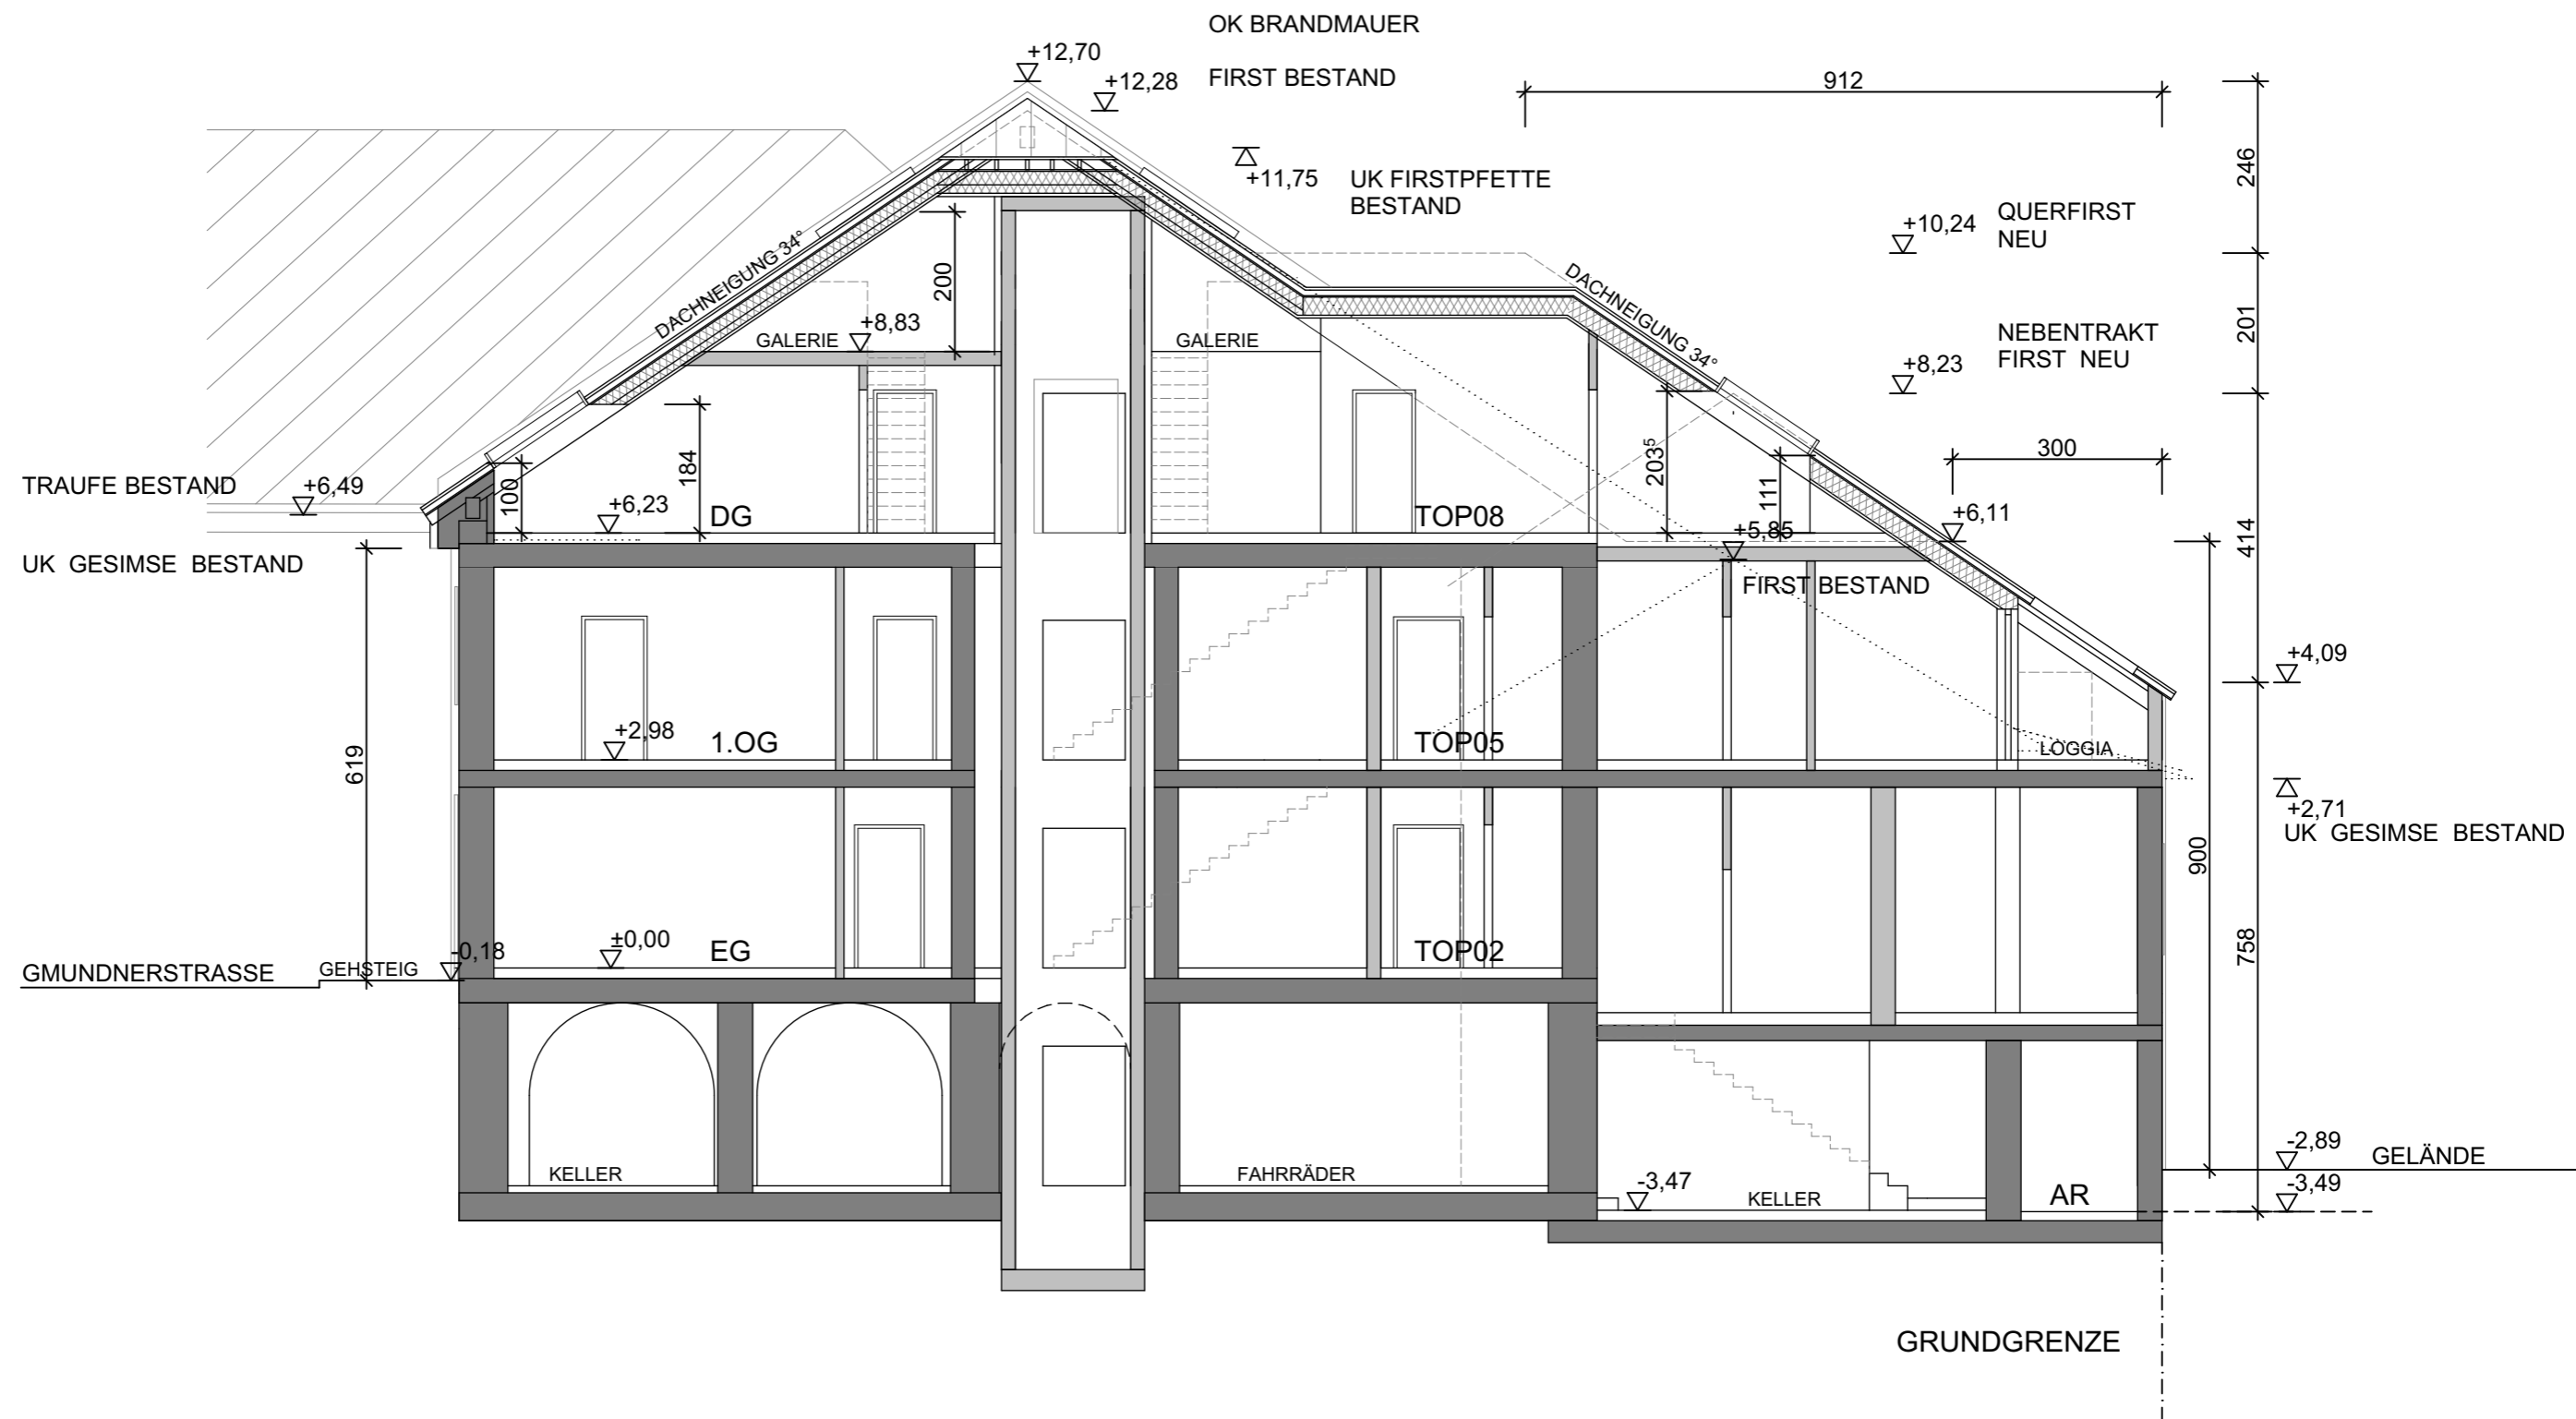 OK BRANDMAUER
+12,70
+12,28
FIRST BESTAND
912
246
+11,75
UK FIRSTPFETTE
BESTAND
+10,24
QUERFIRST
NEU
DACHNEIGUNG 34°
DACHNEIGUNG 34°
200
201
GALERIE
+8,83
GALERIE
+8,23
NEBENTRAKT
FIRST  NEU
TRAUFE BESTAND
+6,49
100
184
+6,23
DG
TOP08
203⁵
111
300
+6,11
+5,85
414
UK  GESIMSE  BESTAND
FIRST BESTAND
+4,09
619
+2,98
1.OG
TOP05
LOGGIA
+2,71
UK  GESIMSE  BESTAND
900
758
GMUNDNERSTRASSE
GEHSTEIG
-0,18
±0,00
EG
TOP02
KELLER
FAHRRÄDER
-3,47
KELLER
AR
-2,89
GELÄNDE
-3,49
GRUNDGRENZE